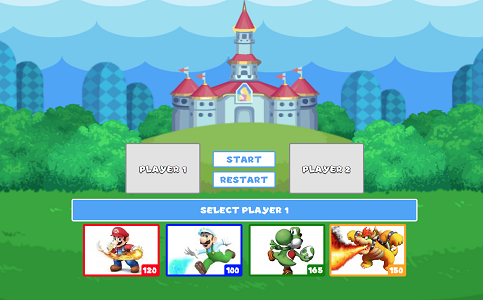 PLAYER 1
START
PLAYER 2
RESTART
SELECT PLAYER 1
120
100
165
150